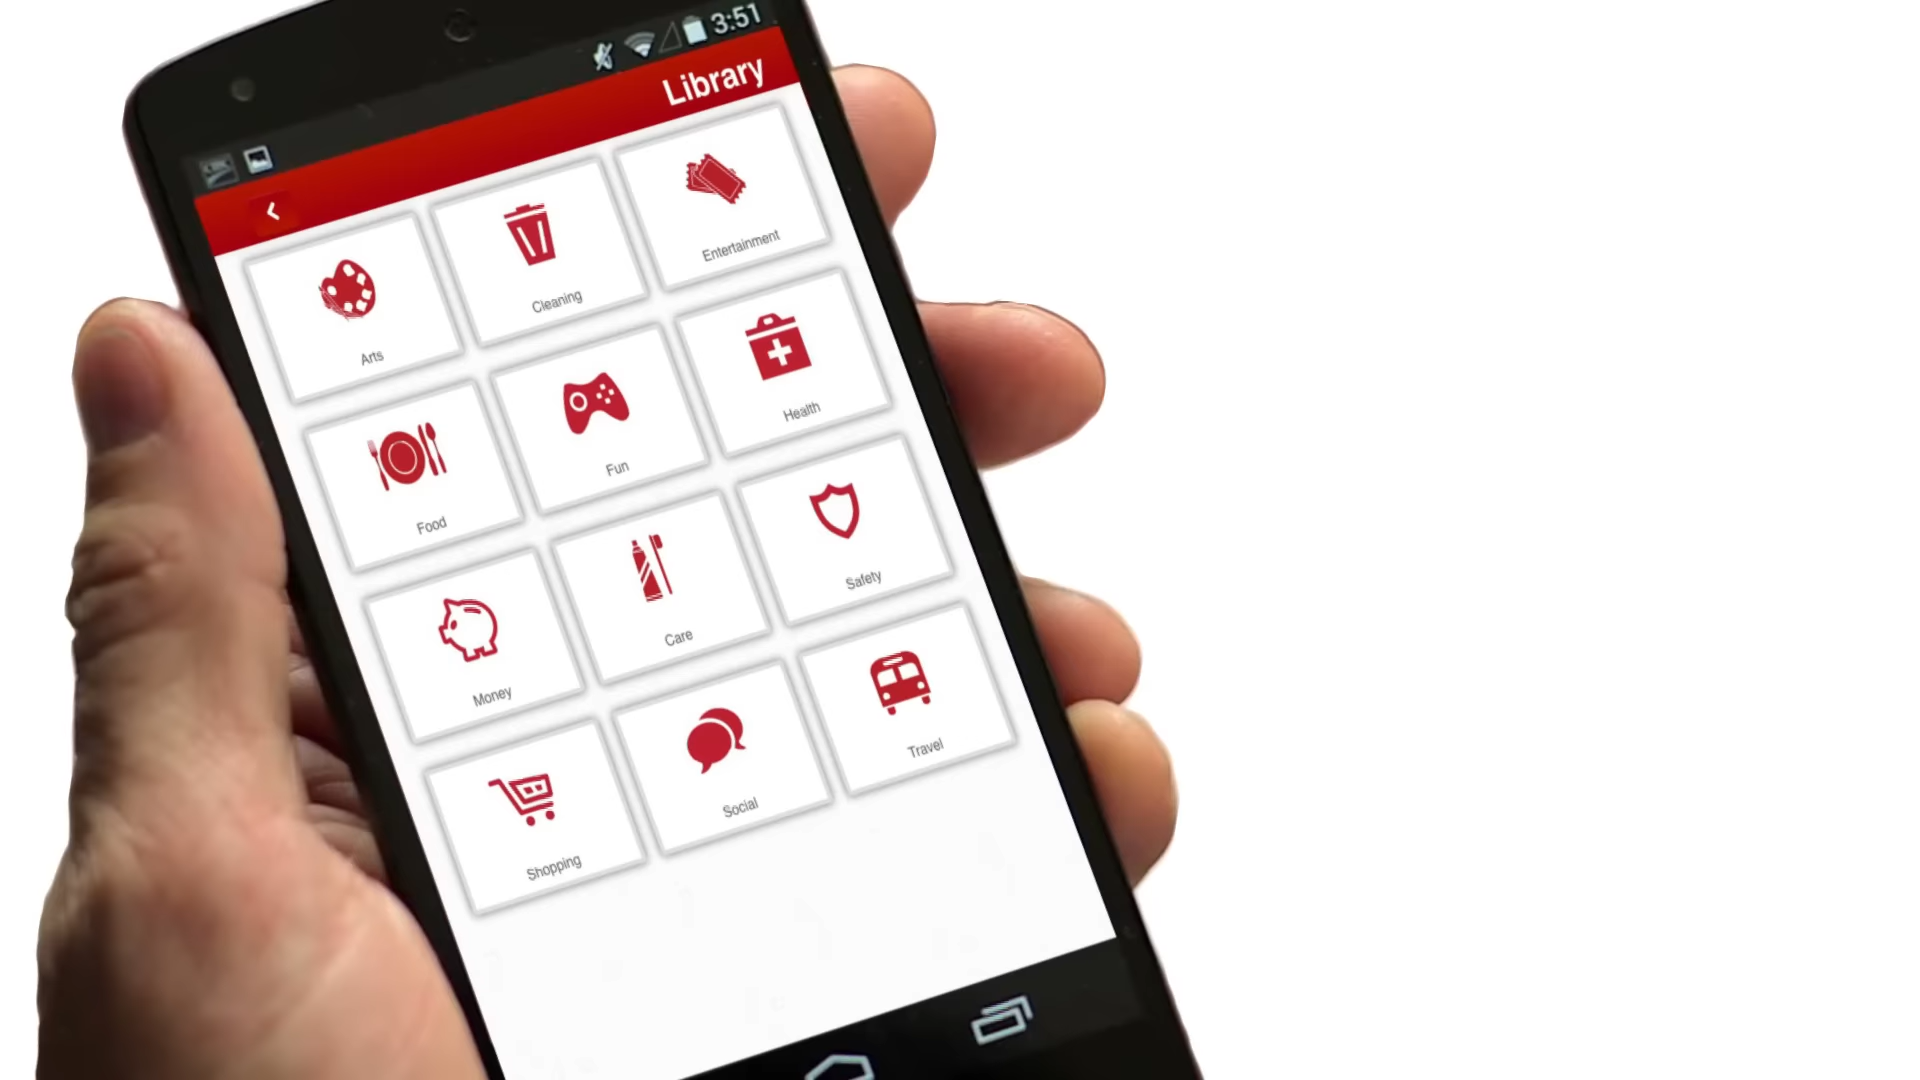 3:51
Library
Arts
Cleaning
Entertainment
Food
Fun
Health
Money
Care
Safety
Shopping
Social
Travel